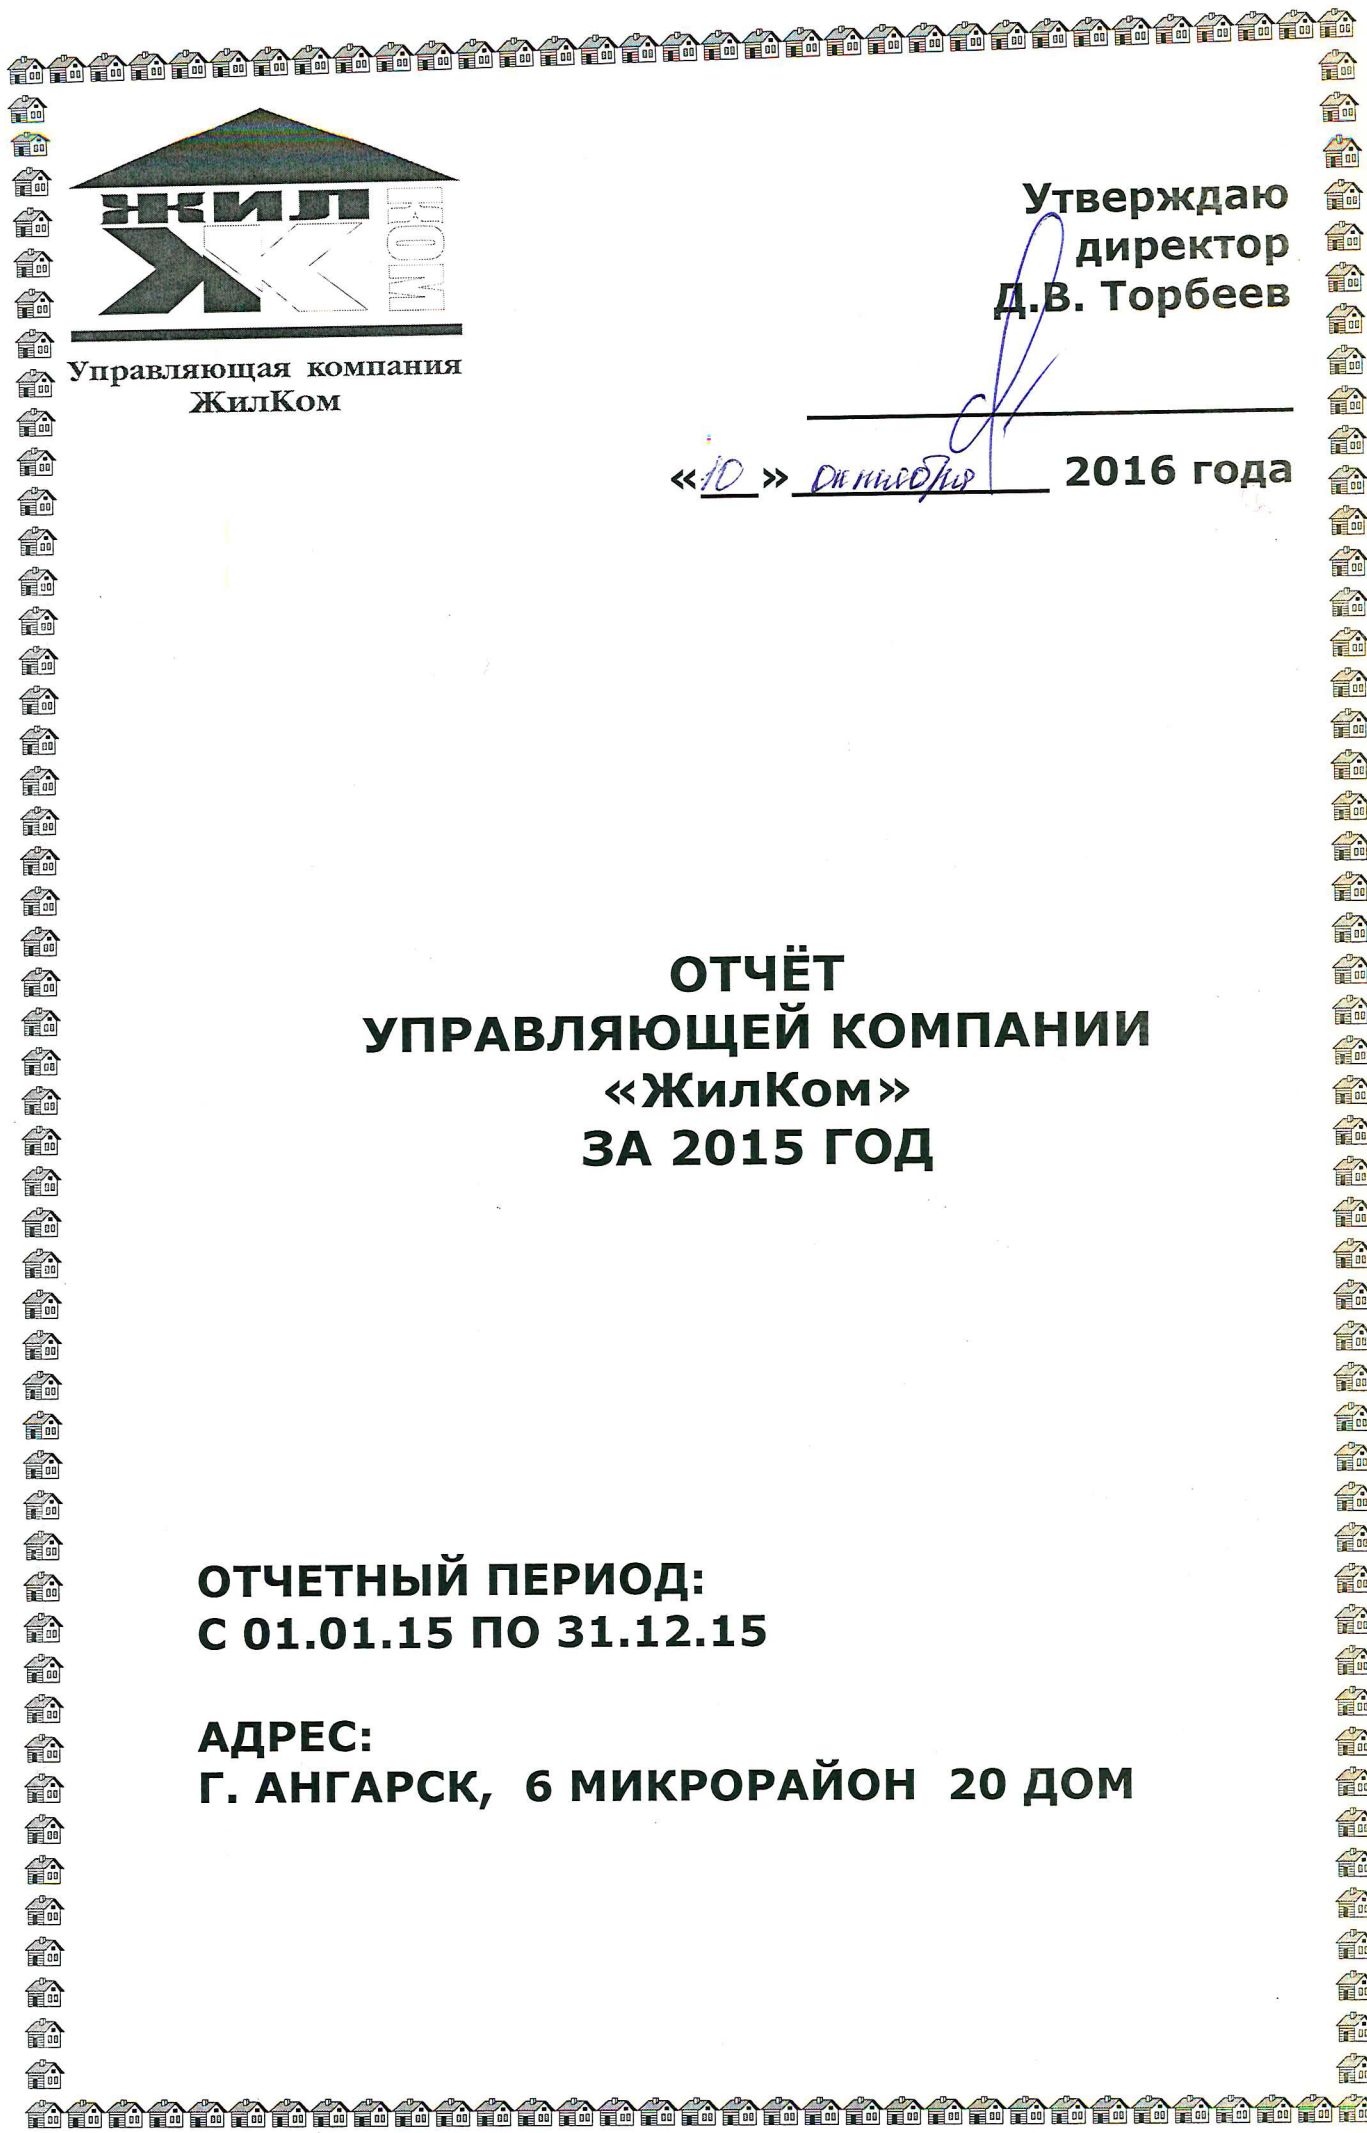 ЖИЛ
КОМ
Управляющая компания
ЖилКом
Утверждаю
директор
Д.В. Торбеев
«10» октября 2016 года
ОТЧЁТ
УПРАВЛЯЮЩЕЙ КОМПАНИИ
«ЖилКом»
ЗА 2015 ГОД
ОТЧЕТНЫЙ ПЕРИОД:
С 01.01.15 ПО 31.12.15
АДРЕС:
Г. АНГАРСК, 6 МИКРОРАЙОН 20 ДОМ